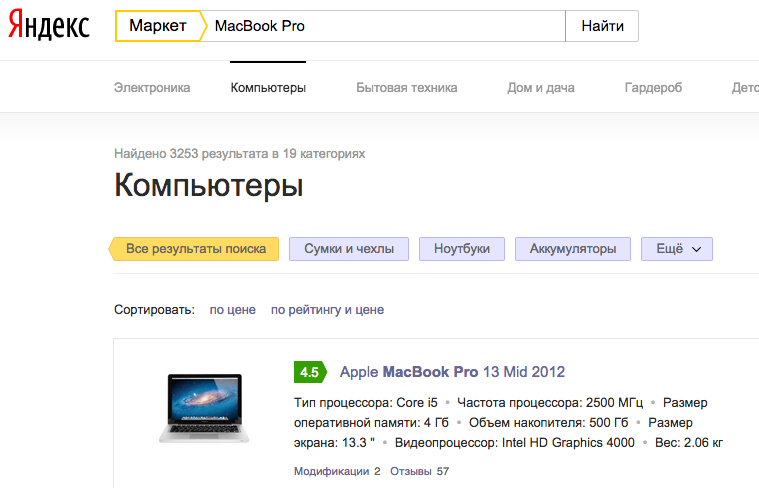 Яндекс Маркет MacBook Pro Найти
Электроника Компьютеры Бытовая техника Дом и дача Гардероб Детс
Найдено 3253 результата в 19 категориях
Компьютеры
Все результаты поиска Сумки и чехлы Ноутбуки Аккумуляторы Ещё
Сортировать: по цене по рейтингу и цене
4.5 Apple MacBook Pro 13 Mid 2012
Тип процессора: Core i5 • Частота процессора: 2500 МГц • Размер
оперативной памяти: 4 Гб • Объем накопителя: 500 Гб • Размер
экрана: 13.3 " • Видеопроцессор: Intel HD Graphics 4000 • Вес: 2.06 кг
Модификации 2 Отзывы 57